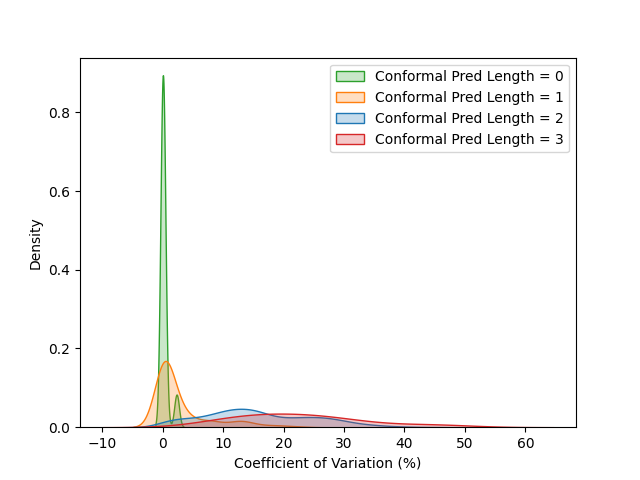 Conformal Pred Length = 0
Conformal Pred Length = 1
Conformal Pred Length = 2
Conformal Pred Length = 3
0.8
0.6
0.4
0.2
0.0
Density
−10 0 10 20 30 40 50 60
Coefficient of Variation (%)